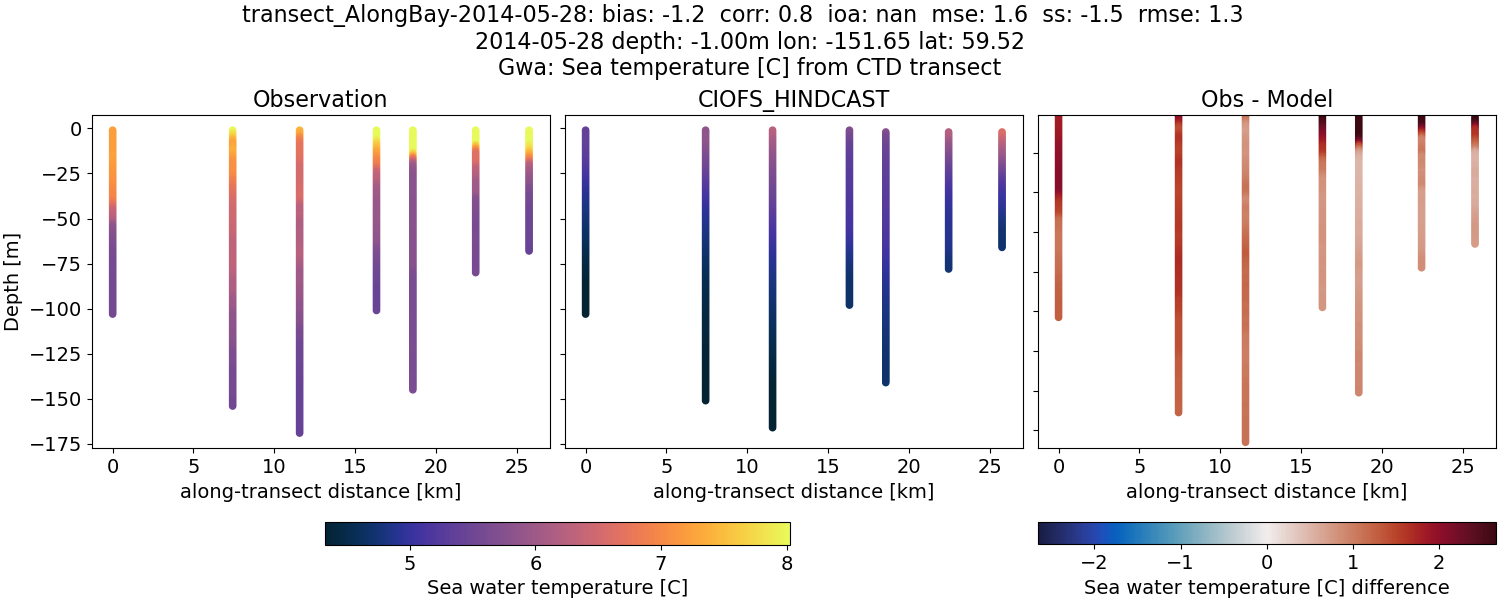 transect_AlongBay-2014-05-28: bias: -1.2  corr: 0.8  ioa: nan  mse: 1.6  ss: -1.5  rmse: 1.3
2014-05-28 depth: -1.00m lon: -151.65 lat: 59.52
Gwa: Sea temperature [C] from CTD transect
Observation
CIOFS_HINDCAST
Obs - Model
Depth [m]
0
−25
−50
−75
−100
−125
−150
−175
0 5 10 15 20 25
0 5 10 15 20 25
0 5 10 15 20 25
along-transect distance [km]
along-transect distance [km]
along-transect distance [km]
5 6 7 8
Sea water temperature [C]
−2 −1 0 1 2
Sea water temperature [C] difference